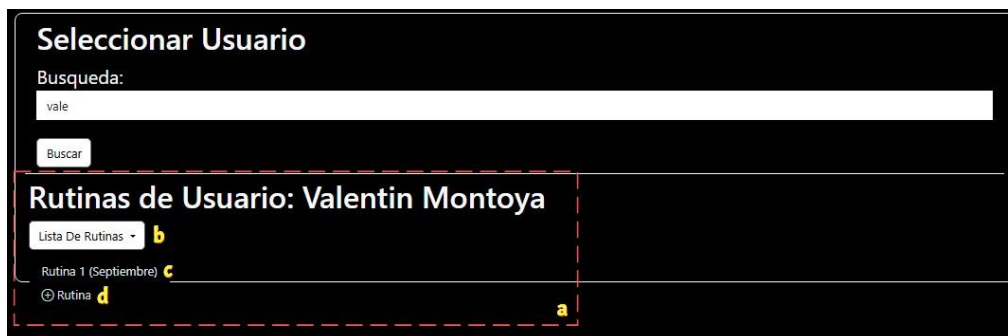 Seleccionar Usuario
Busqueda:
vale
Buscar
Rutinas de Usuario: Valentin Montoya
Lista De Rutinas b
Rutina 1 (Septiembre) c
Rutina d
a